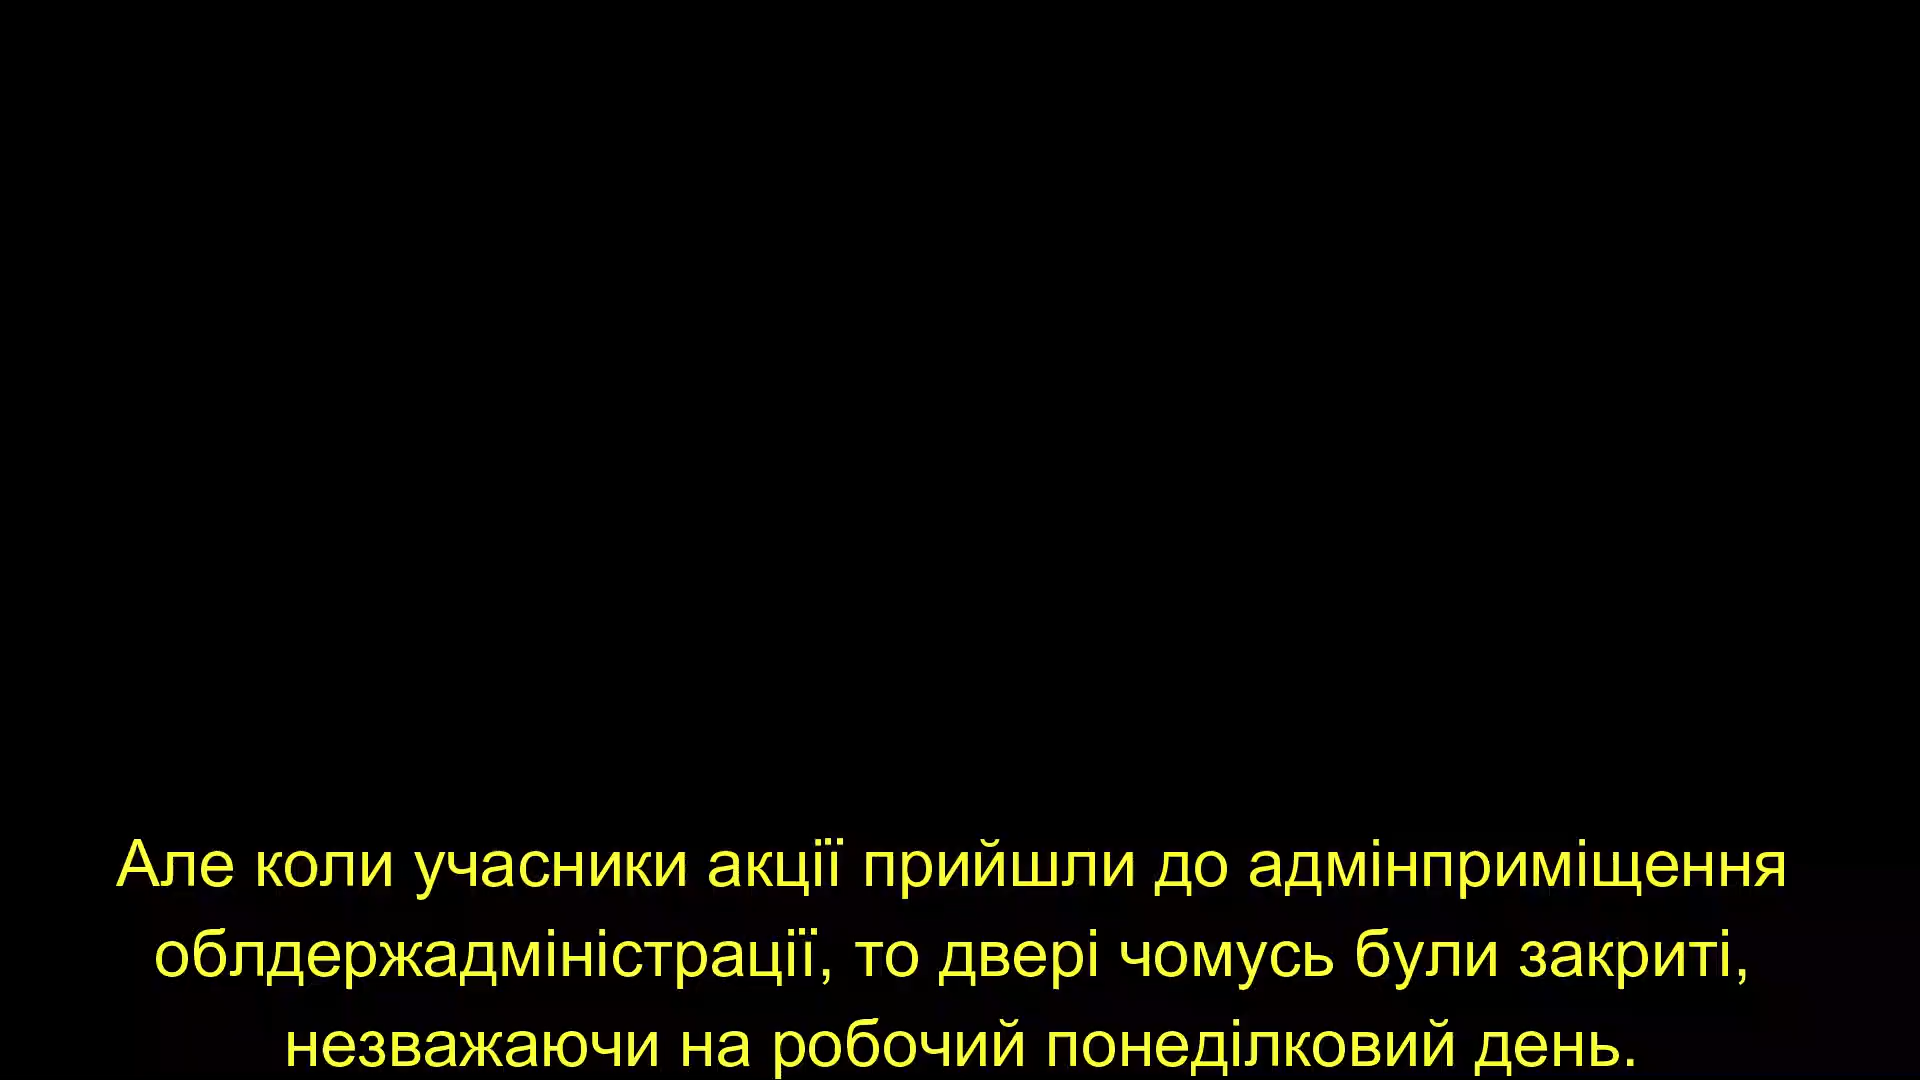 Але коли учасники акції прийшли до адмінприміщення
облдержадміністрації, то двері чомусь були закриті,
незважаючи на робочий понеділковий день.